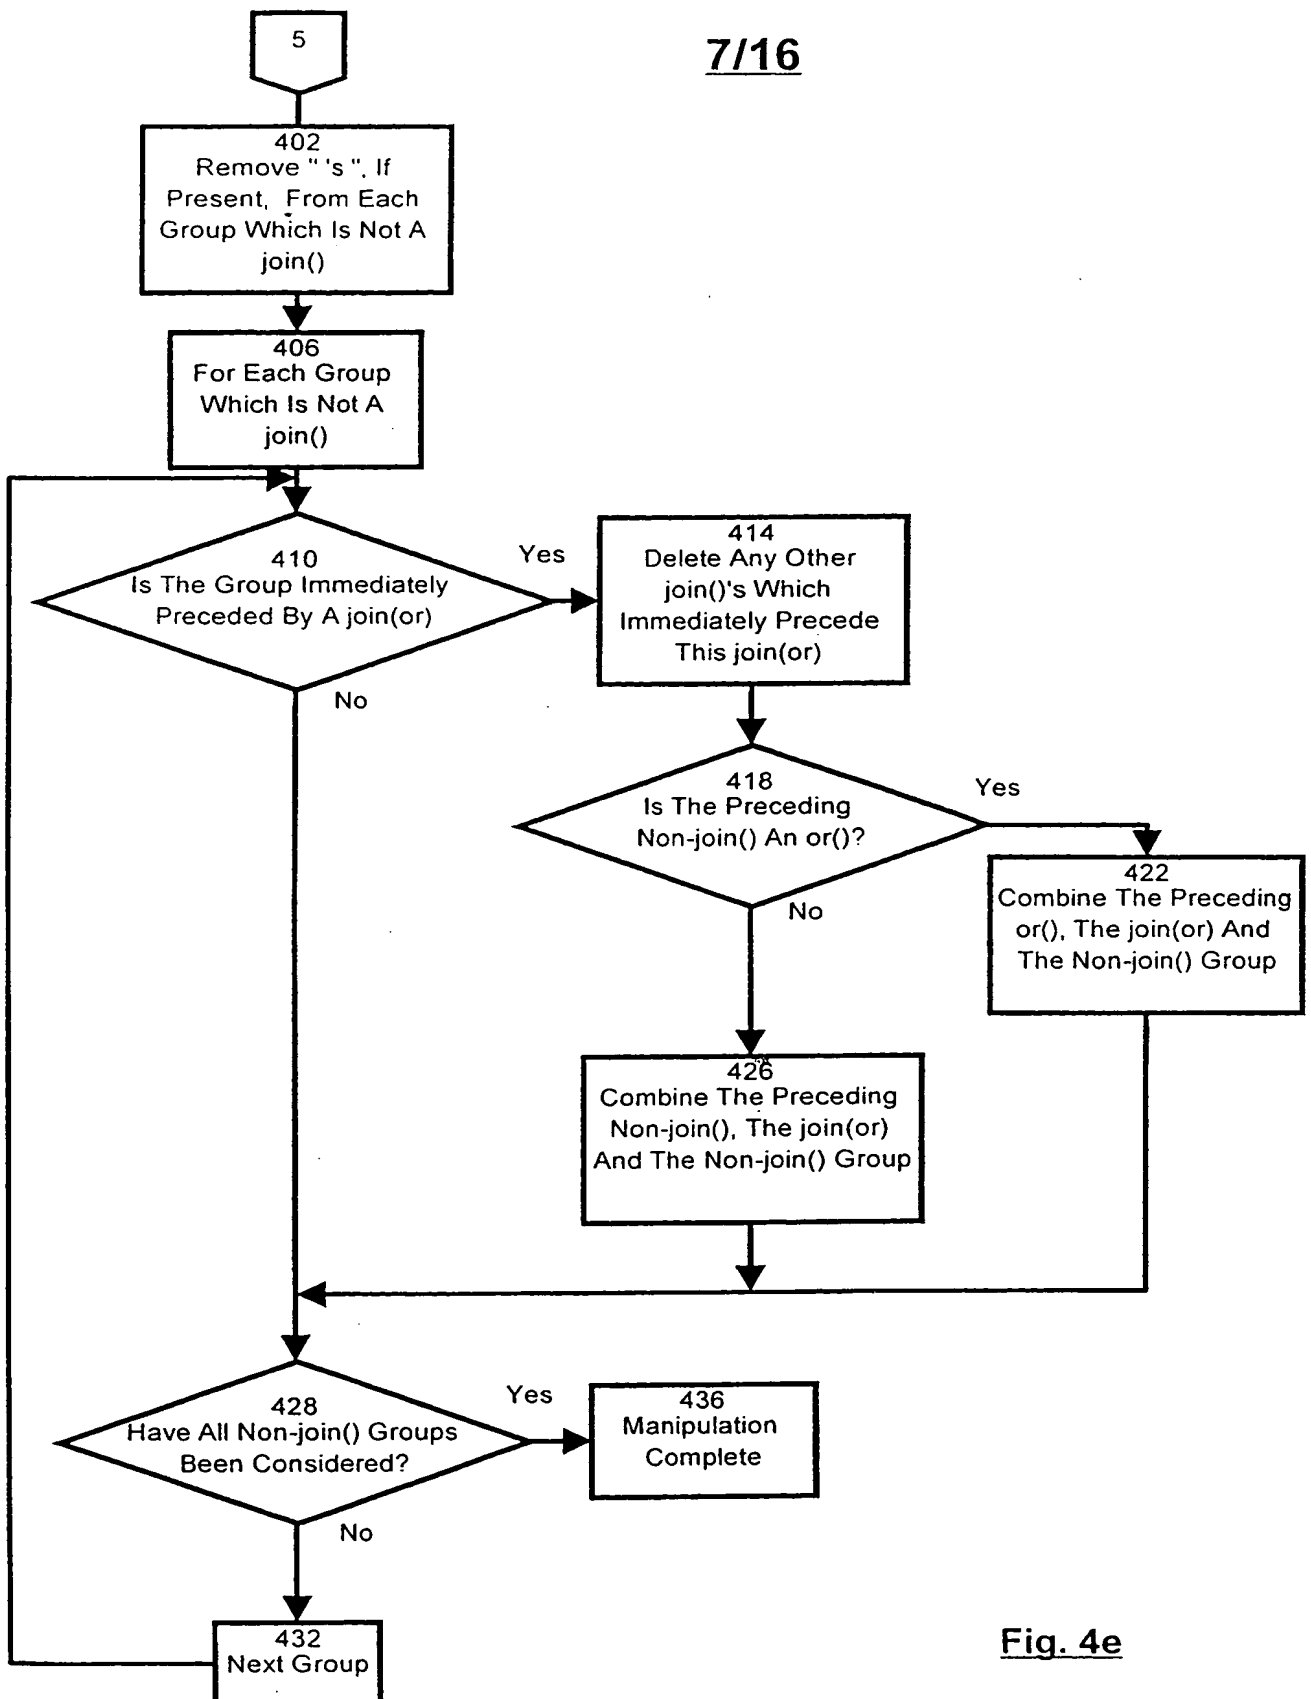 5
7/16
402
Remove " 's ", If
Present, From Each
Group Which Is Not A
join()
406
For Each Group
Which Is Not A
join()
410
Is The Group Immediately
Preceded By A join(or)
Yes
No
414
Delete Any Other
join()'s Which
Immediately Precede
This join(or)
418
Is The Preceding
Non-join() An or()?
Yes
No
422
Combine The Preceding
or(), The join(or) And
The Non-join() Group
426
Combine The Preceding
Non-join(), The join(or)
And The Non-join() Group
428
Have All Non-join() Groups
Been Considered?
Yes
No
436
Manipulation
Complete
432
Next Group
Fig. 4e